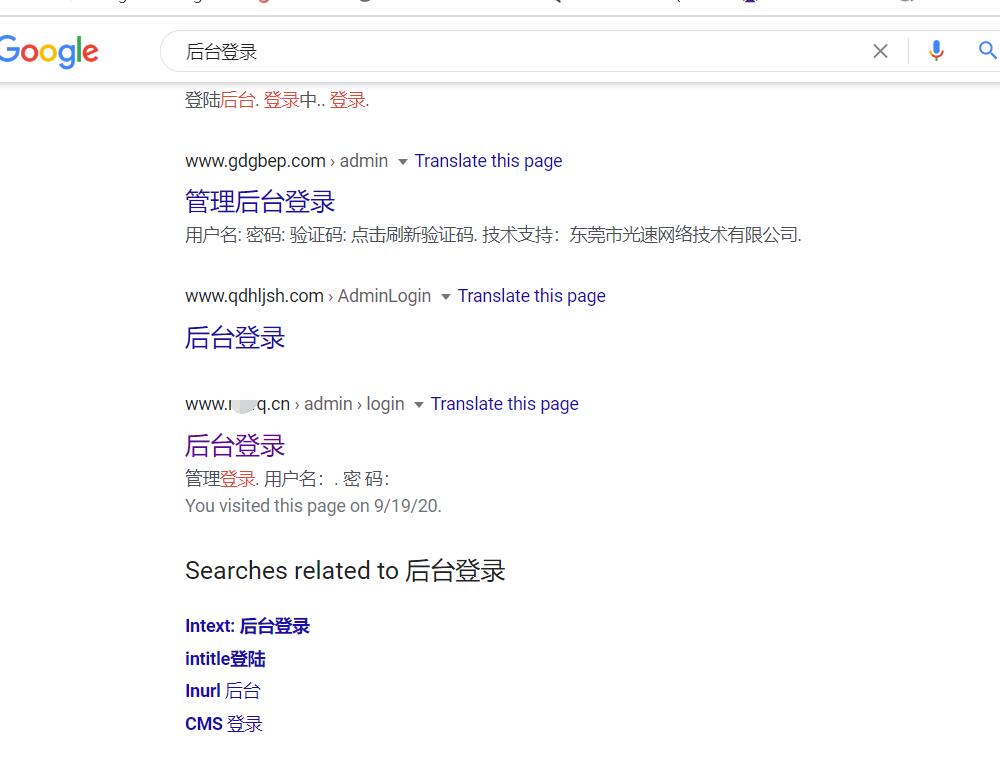 Google
后台登录
登陆后台. 登录中.. 登录.
www.gdgbep.com › admin Translate this page
管理后台登录
用户名: 密码: 验证码: 点击刷新验证码. 技术支持：东莞市光速网络技术有限公司.
www.qdhljsh.com › AdminLogin Translate this page
后台登录
q.cn › admin › login Translate this page
后台登录
管理登录. 用户名：. 密 码：
You visited this page on 9/19/20.
Searches related to 后台登录
Intext: 后台登录
intitle登陆
Inurl 后台
CMS 登录